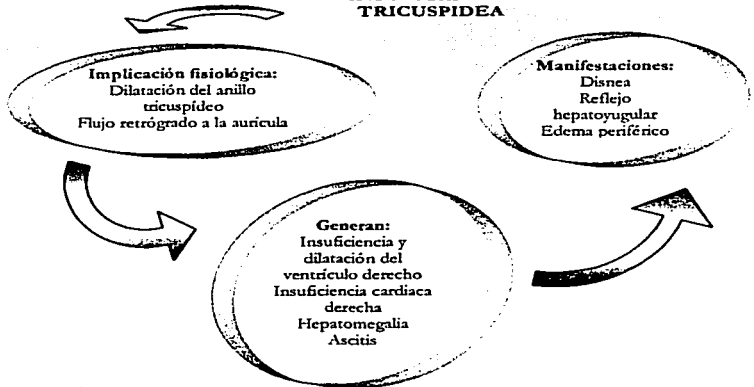 TRICUSPIDEA
Implicación fisiológica:
Dilatación del anillo
tricuspídeo
Flujo retrógrado a la aurícula
Manifestaciones:
Disnea
Reflejo
hepatoyugular
Edema periférico
Generan:
Insuficiencia y
dilatación del
ventrículo derecho
Insuficiencia cardiaca
derecha
Hepatomegalia
Ascitis